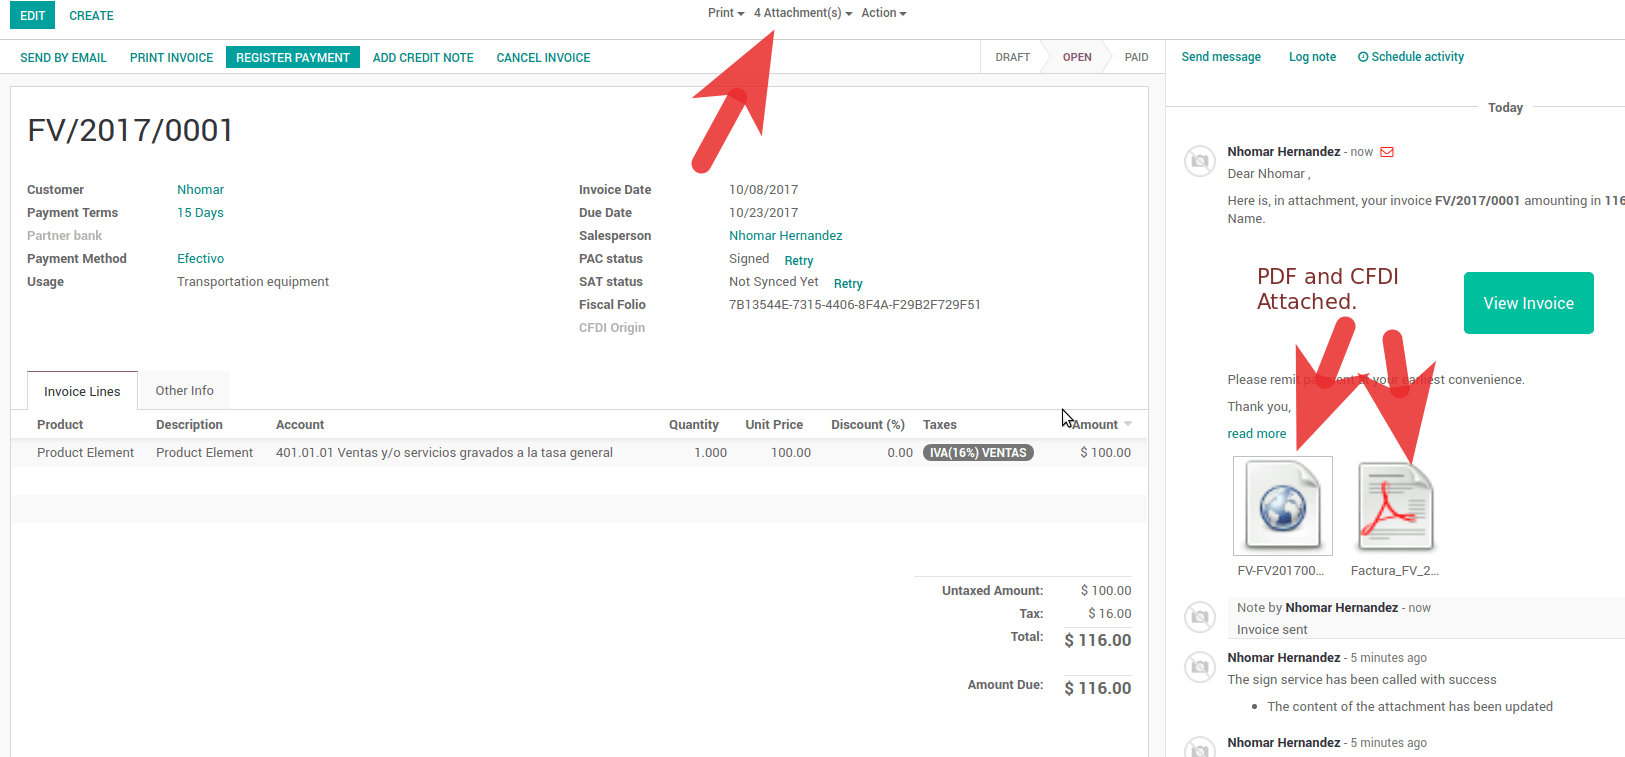 EDIT CREATE Print 4 Attachment(s) Action
SEND BY EMAIL PRINT INVOICE REGISTER PAYMENT ADD CREDIT NOTE CANCEL INVOICE DRAFT OPEN PAID
FV/2017/0001
Customer Nhomar
Payment Terms 15 Days
Partner bank
Payment Method Efectivo
Usage Transportation equipment
Invoice Date 10/08/2017
Due Date 10/23/2017
Salesperson Nhomar Hernandez
PAC status Signed Retry
SAT status Not Synced Yet Retry
Fiscal Folio 7B13544E-7315-4406-8F4A-F29B2F729F51
CFDI Origin
Invoice Lines Other Info
Product Description Account Quantity Unit Price Discount (%) Taxes Amount
Product Element Product Element 401.01.01 Ventas y/o servicios gravados a la tasa general 1.000 100.00 0.00 IVA(16%) VENTAS $ 100.00
Untaxed Amount: $ 100.00
Tax: $ 16.00
Total: $ 116.00
Amount Due: $ 116.00
Send message Log note Schedule activity
Today
Nhomar Hernandez - now
Dear Nhomar ,
Here is, in attachment, your invoice FV/2017/0001 amounting in 116
Name.
PDF and CFDI
Attached.
View Invoice
Please remit payment at your earliest convenience.
Thank you,
read more
FV-FV201700... Factura_FV_2...
Note by Nhomar Hernandez - now
Invoice sent
Nhomar Hernandez - 5 minutes ago
The sign service has been called with success
• The content of the attachment has been updated
Nhomar Hernandez - 5 minutes ago